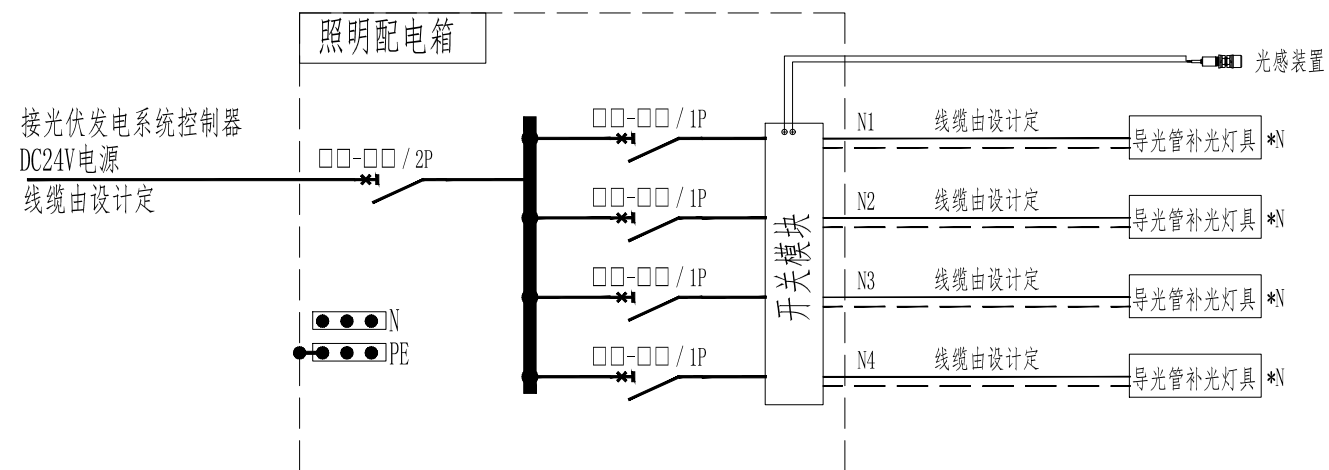 照明配电箱
光感装置
接光伏发电系统控制器
DC24V电源
线缆由设计定
□□-□□ / 2P
□□-□□ / 1P
N1
线缆由设计定
导光管补光灯具 *N
□□-□□ / 1P
N2
线缆由设计定
导光管补光灯具 *N
开关模块
□□-□□ / 1P
N3
线缆由设计定
导光管补光灯具 *N
□□-□□ / 1P
N4
线缆由设计定
导光管补光灯具 *N
N
PE